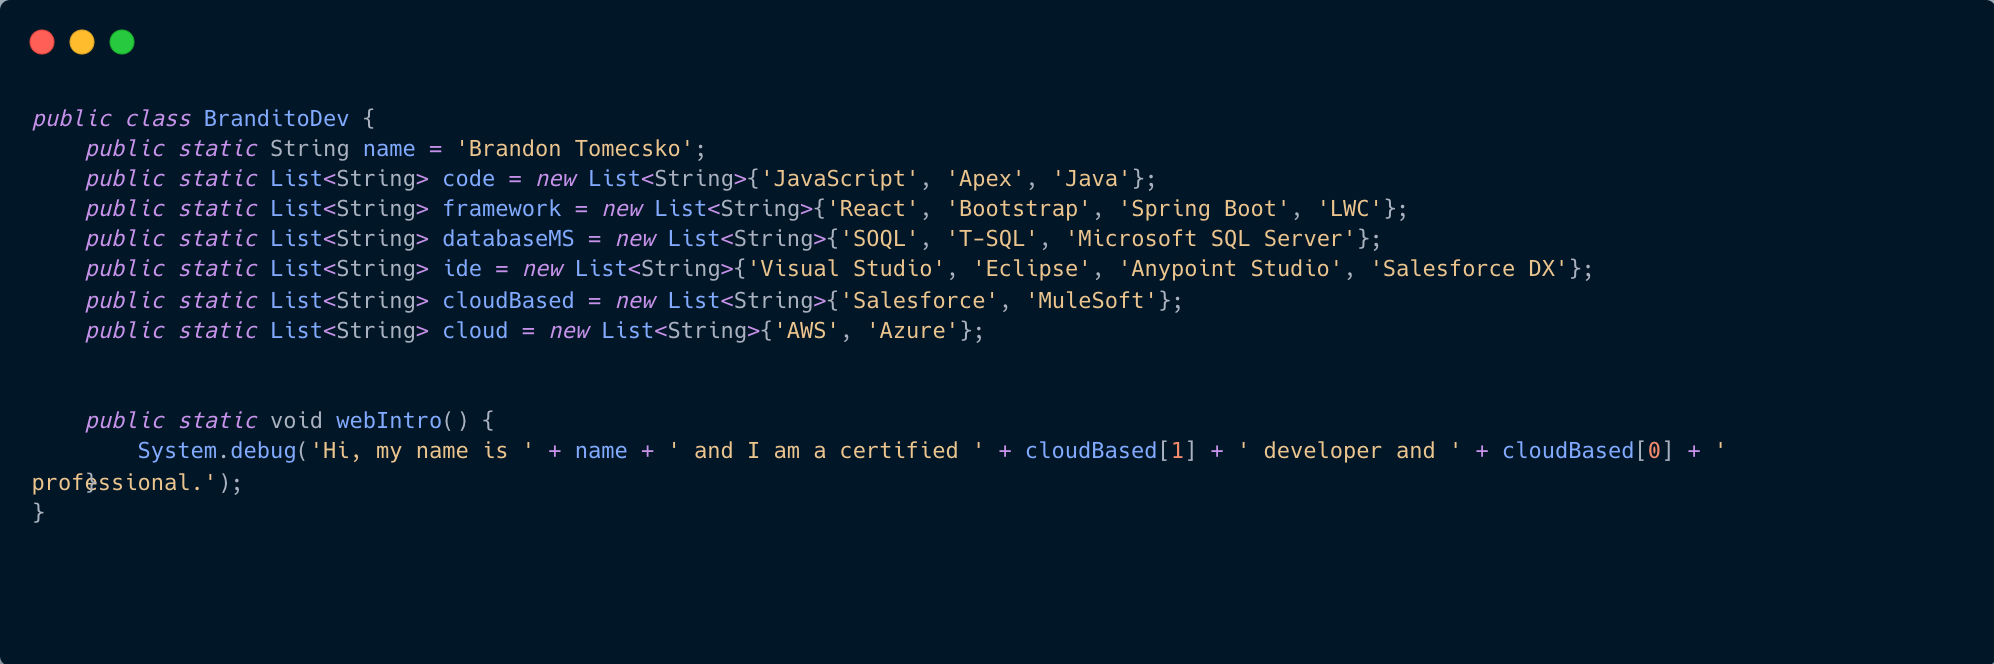 public class BranditoDev {
    public static String name = 'Brandon Tomecsko';
    public static List<String> code = new List<String>{'JavaScript', 'Apex', 'Java'};
    public static List<String> framework = new List<String>{'React', 'Bootstrap', 'Spring Boot', 'LWC'};
    public static List<String> databaseMS = new List<String>{'SOQL', 'T-SQL', 'Microsoft SQL Server'};
    public static List<String> ide = new List<String>{'Visual Studio', 'Eclipse', 'Anypoint Studio', 'Salesforce DX'};
    public static List<String> cloudBased = new List<String>{'Salesforce', 'MuleSoft'};
    public static List<String> cloud = new List<String>{'AWS', 'Azure'};
    public static void webIntro() {
        System.debug('Hi, my name is ' + name + ' and I am a certified ' + cloudBased[1] + ' developer and ' + cloudBased[0] + '
professional.');
    }
}